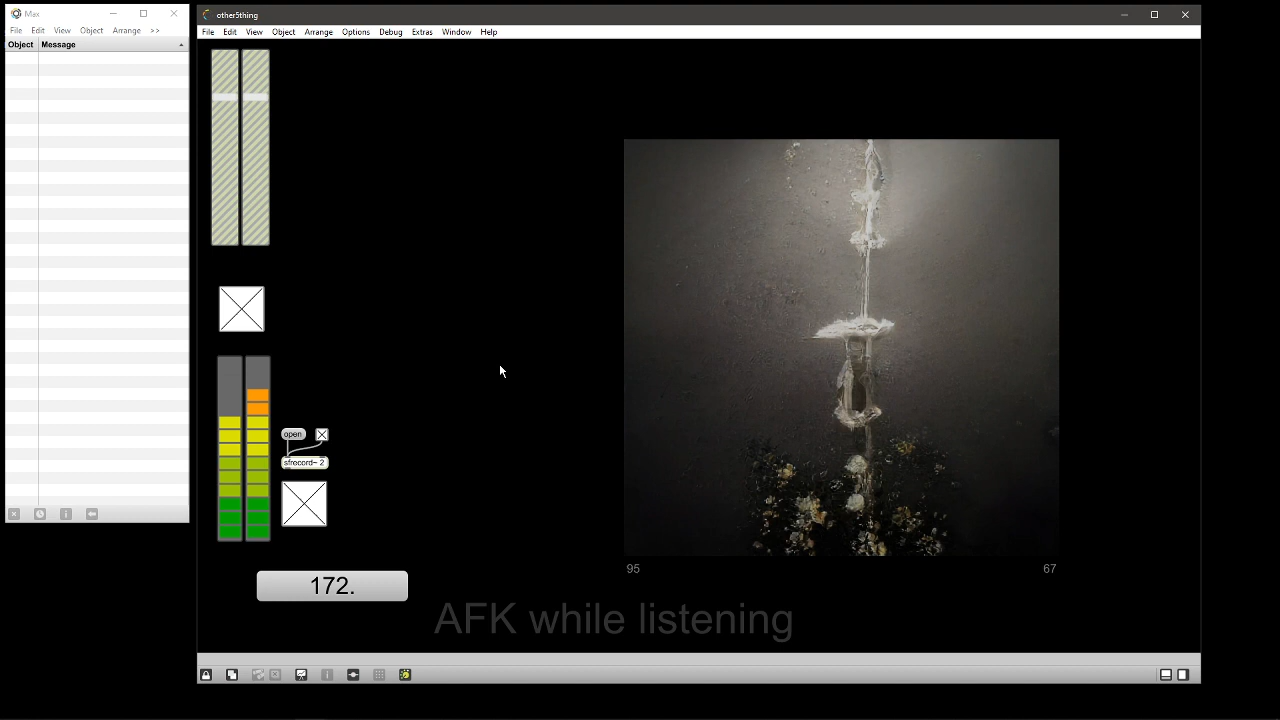 Max
File Edit View Object Arrange >>
Object Message
other5thing
File Edit View Object Arrange Options Debug Extras Window Help
open
sfrecord~ 2
172.
95 67
AFK while listening